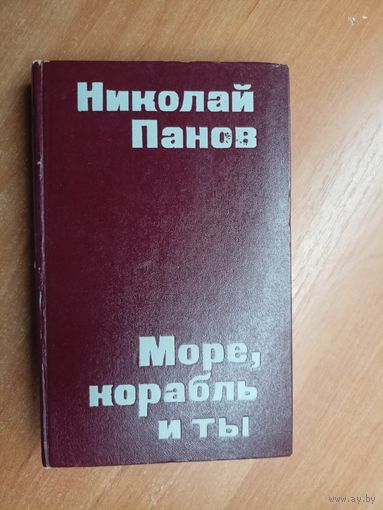 Николай
Панов
Море,
корабль
и ты
www.ay.by